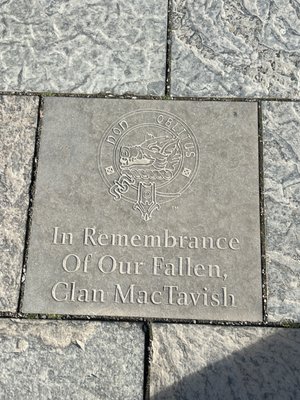 NON OBLITUS
In Remembrance
Of Our Fallen,
Clan MacTavish